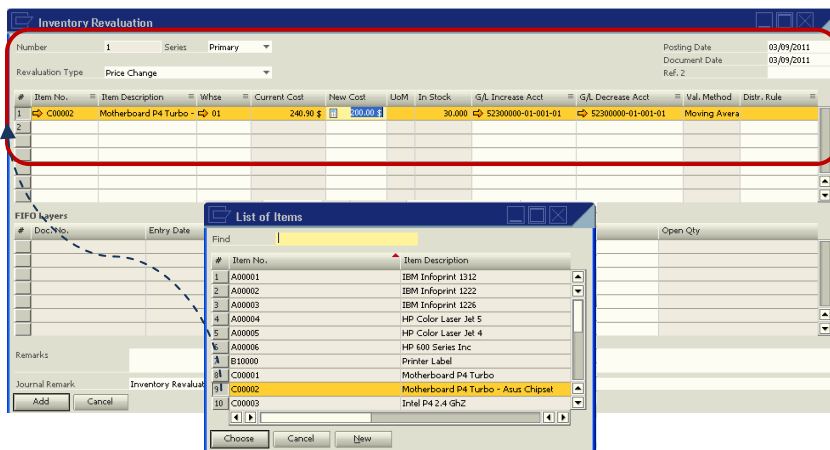 Inventory Revaluation
Number 1 Series Primary Posting Date 03/09/2011
Document Date 03/09/2011
Revaluation Type Price Change Ref. 2
# Item No. Item Description Whse Current Cost New Cost UoM In Stock G/L Increase Acct G/L Decrease Acct Val. Method Distr. Rule
1 C00002 Motherboard P4 Turbo - 01 240.90 $ 200.00 $ 30.000 52300000-01-001-01 52300000-01-001-01 Moving Avera
2
FIFO Layers
# Doc. No. Entry Date Open Qty
Remarks
Journal Remark Inventory Revaluat
Add Cancel
List of Items
Find
# Item No. Item Description
1 A00001 IBM Infoprint 1312
2 A00002 IBM Infoprint 1222
3 A00003 IBM Infoprint 1226
4 A00004 HP Color Laser Jet 5
5 A00005 HP Color Laser Jet 4
6 A00006 HP 600 Series Inc
B10000 Printer Label
8 C00001 Motherboard P4 Turbo
9 C00002 Motherboard P4 Turbo - Asus Chipset
10 C00003 Intel P4 2.4 GhZ
Choose Cancel New